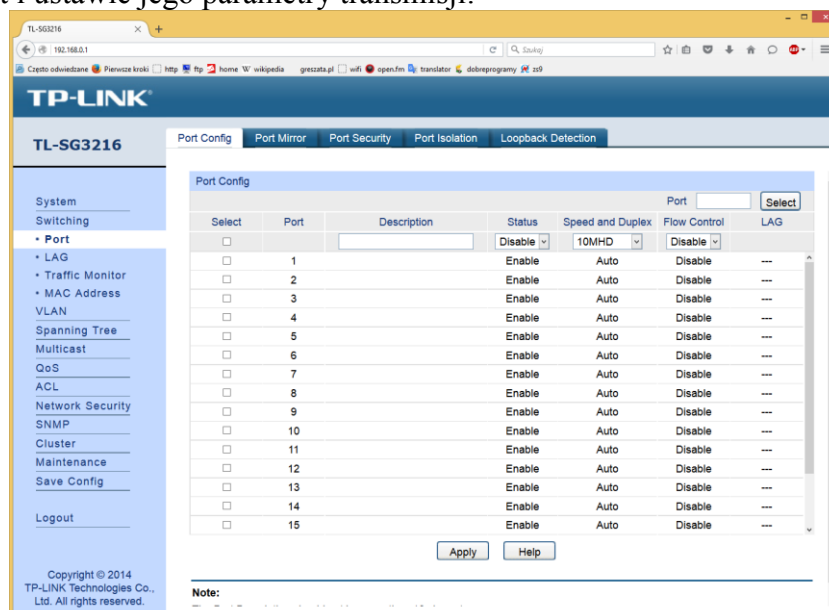 t i ustawić jego parametry transmisji.
TL-SG3216
192.168.0.1
Szukaj
Często odwiedzane Pierwsze kroki http ftp home W wikipedia greszata.pl wifi open.fm translator dobreprogramy zs9
TP-LINK
TL-SG3216
Port Config Port Mirror Port Security Port Isolation Loopback Detection
System
Switching
• Port
• LAG
• Traffic Monitor
• MAC Address
VLAN
Spanning Tree
Multicast
QoS
ACL
Network Security
SNMP
Cluster
Maintenance
Save Config
Logout
Copyright © 2014
TP-LINK Technologies Co.,
Ltd. All rights reserved.
Port Config
Port Select
Select Port Description Status Speed and Duplex Flow Control LAG
Disable 10MHD Disable
1 Enable Auto Disable ---
2 Enable Auto Disable ---
3 Enable Auto Disable ---
4 Enable Auto Disable ---
5 Enable Auto Disable ---
6 Enable Auto Disable ---
7 Enable Auto Disable ---
8 Enable Auto Disable ---
9 Enable Auto Disable ---
10 Enable Auto Disable ---
11 Enable Auto Disable ---
12 Enable Auto Disable ---
13 Enable Auto Disable ---
14 Enable Auto Disable ---
15 Enable Auto Disable ---
Apply Help
Note: